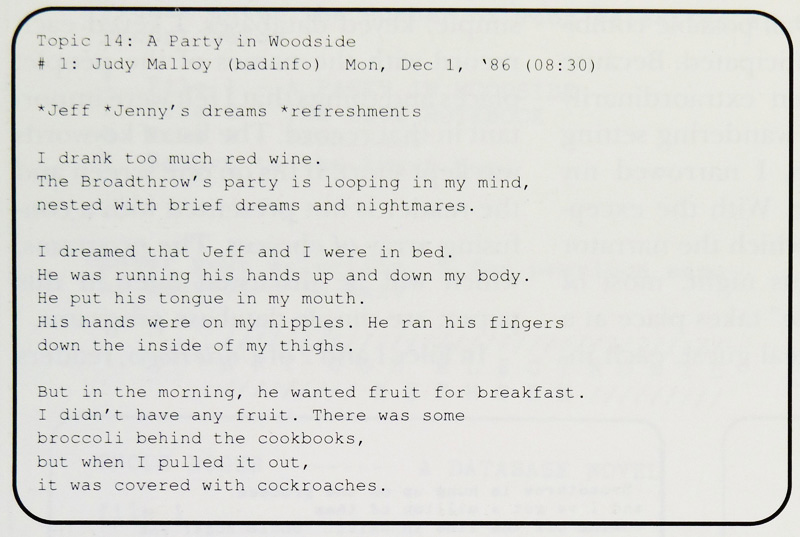 Topic 14: A Party in Woodside
# 1: Judy Malloy (badinfo)  Mon, Dec 1, ‛86 (08:30)
*Jeff *Jenny's dreams *refreshments
I drank too much red wine.
The Broadthrow's party is looping in my mind,
nested with brief dreams and nightmares.
I dreamed that Jeff and I were in bed.
He was running his hands up and down my body.
He put his tongue in my mouth.
His hands were on my nipples. He ran his fingers
down the inside of my thighs.
But in the morning, he wanted fruit for breakfast.
I didn't have any fruit. There was some
broccoli behind the cookbooks,
but when I pulled it out,
it was covered with cockroaches.